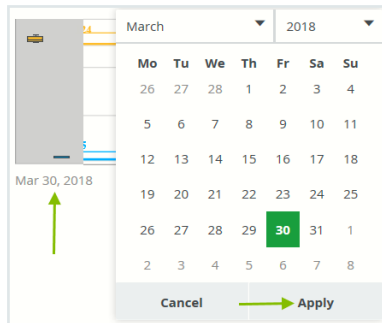 March 2018
24
Mo Tu We Th Fr Sa Su
26 27 28 1 2 3 4
5 6 7 8 9 10 11
12 13 14 15 16 17 18
Mar 30, 2018
19 20 21 22 23 24 25
26 27 28 29 30 31 1
2 3 4 5 6 7 8
Cancel Apply